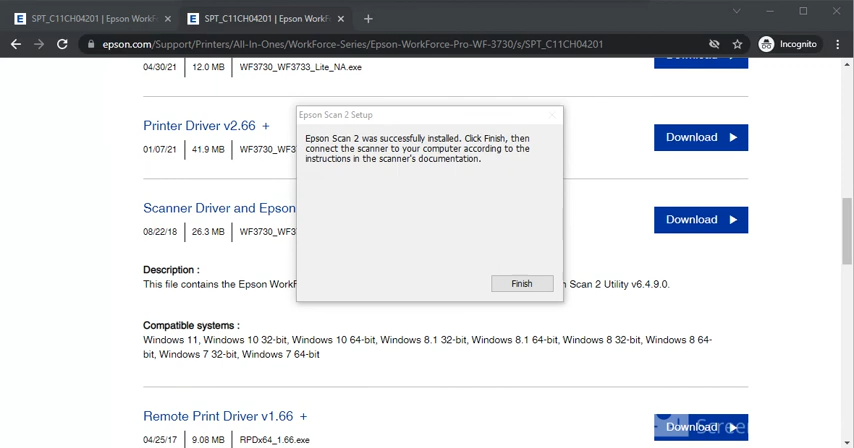 SPT_C11CH04201 | Epson WorkF
SPT_C11CH04201 | Epson WorkF
epson.com/Support/Printers/All-In-Ones/WorkForce-Series/Epson-WorkForce-Pro-WF-3730/s/SPT_C11CH04201
Incognito
04/30/21 12.0 MB WF3730_WF3733_Lite_NA.exe
Epson Scan 2 Setup
Epson Scan 2 was successfully installed. Click Finish, then
connect the scanner to your computer according to the
instructions in the scanner's documentation.
Finish
Printer Driver v2.66 +
Download
01/07/21 41.9 MB WF3730_WF3
Scanner Driver and Epson
Download
08/22/18 26.3 MB WF3730_WF3
Description :
This file contains the Epson WorkF n Scan 2 Utility v6.4.9.0.
Compatible systems :
Windows 11, Windows 10 32-bit, Windows 10 64-bit, Windows 8.1 32-bit, Windows 8.1 64-bit, Windows 8 32-bit, Windows 8 64-
bit, Windows 7 32-bit, Windows 7 64-bit
Remote Print Driver v1.66 +
Download
04/25/17 9.08 MB RPDx64_1.66.exe